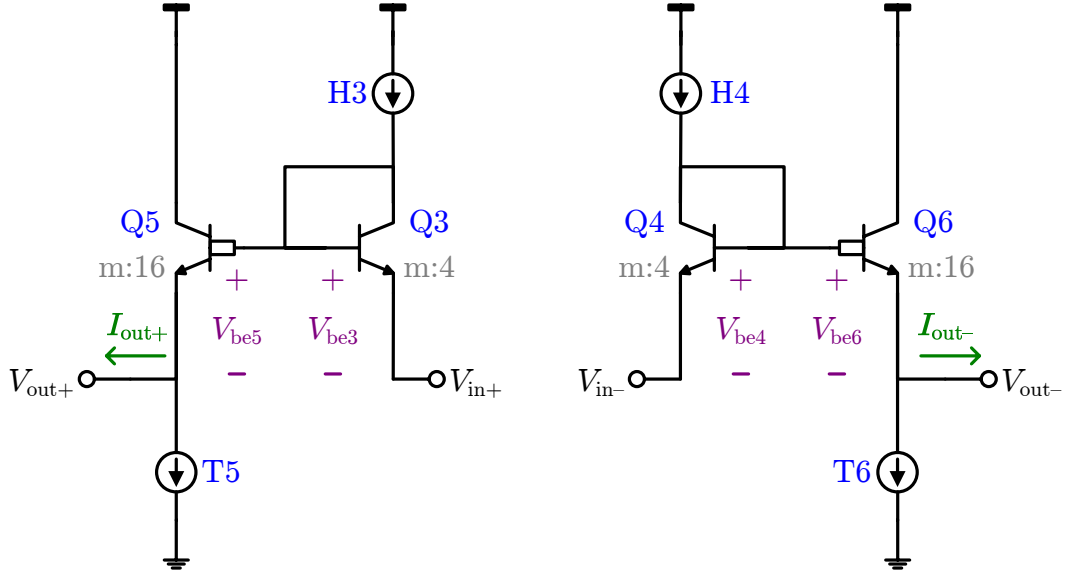 H3 H4
Q5 Q3 Q4 Q6
m:16 m:4 m:4 m:16
+ + + +
I_out+ V_be5 V_be3 V_be4 V_be6 I_out−
− − − −
V_out+ V_in+ V_in− V_out−
T5 T6